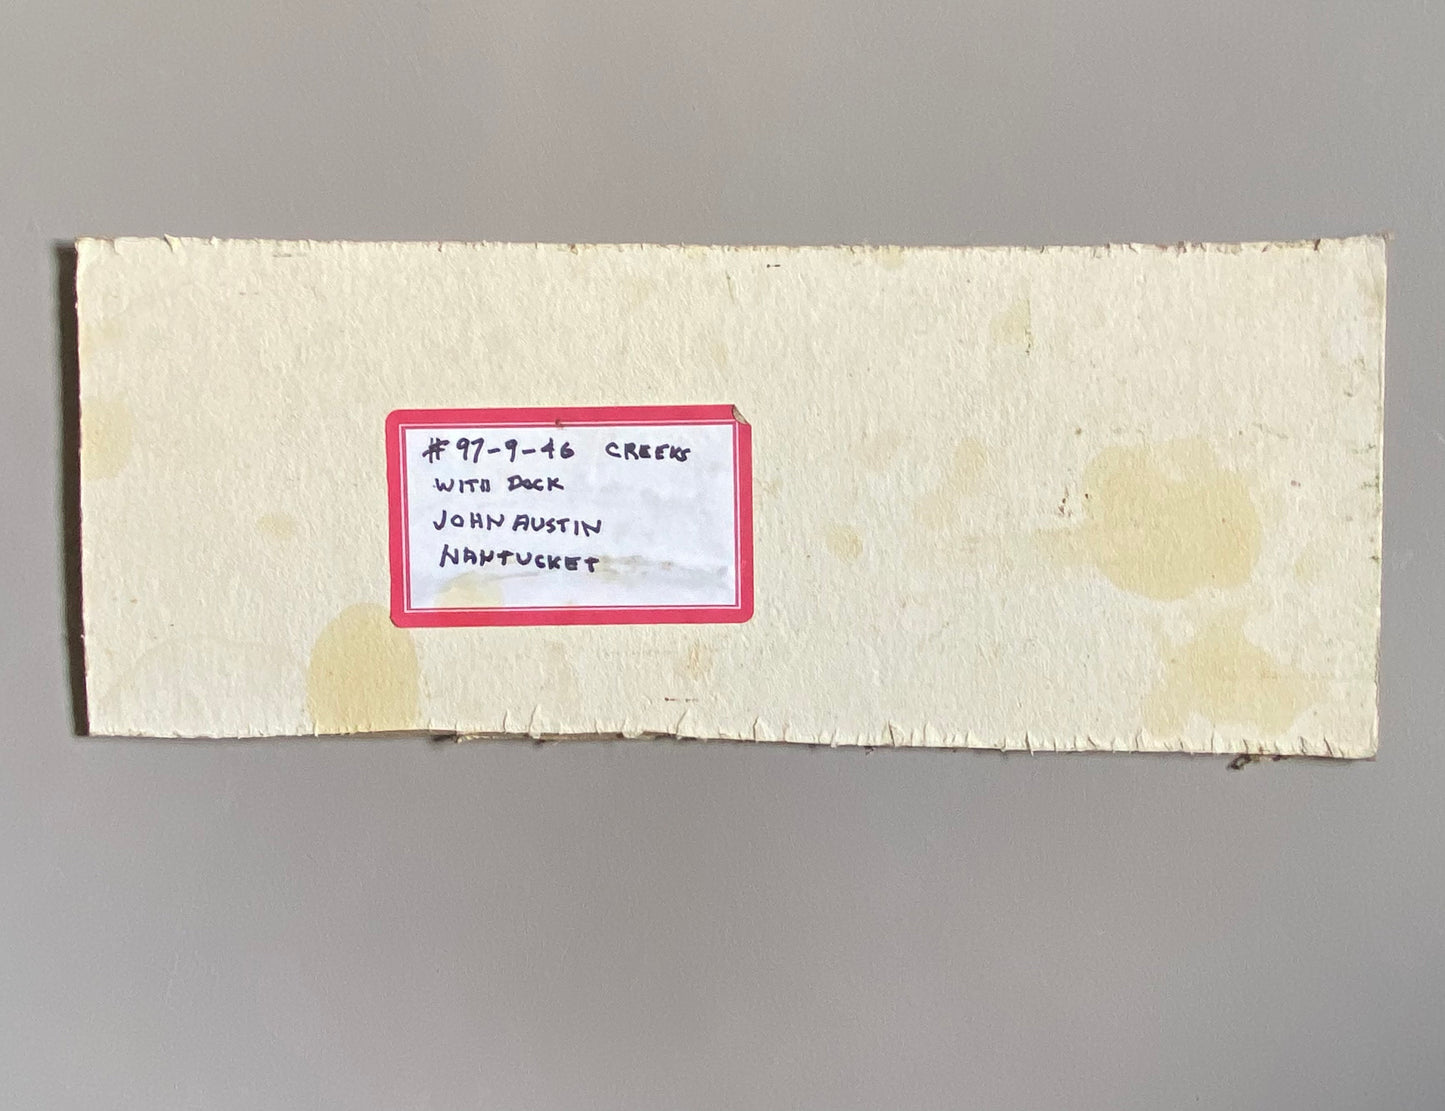 # 97-9-46 CREEKS
WITH DOCK
JOHN AUSTIN
NANTUCKET